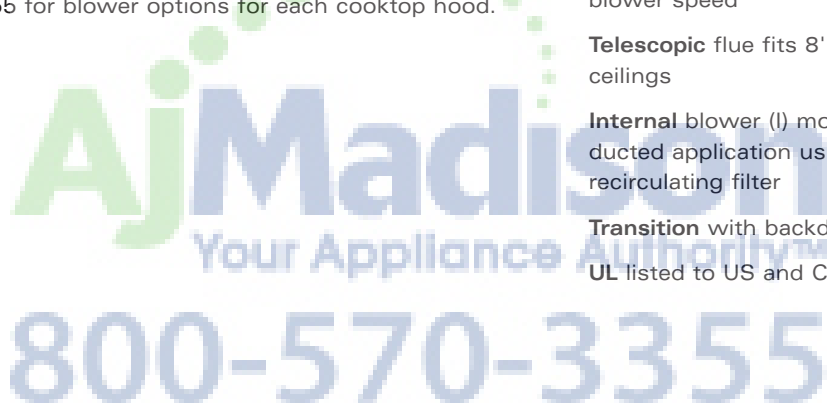 55 for blower options for each cooktop hood.
blower speed
Telescopic flue fits 8'
ceilings
Internal blower (I) mo
ducted application us
recirculating filter
Transition with backd
UL listed to US and C
AjMadison
Your Appliance Authority™
800-570-3355